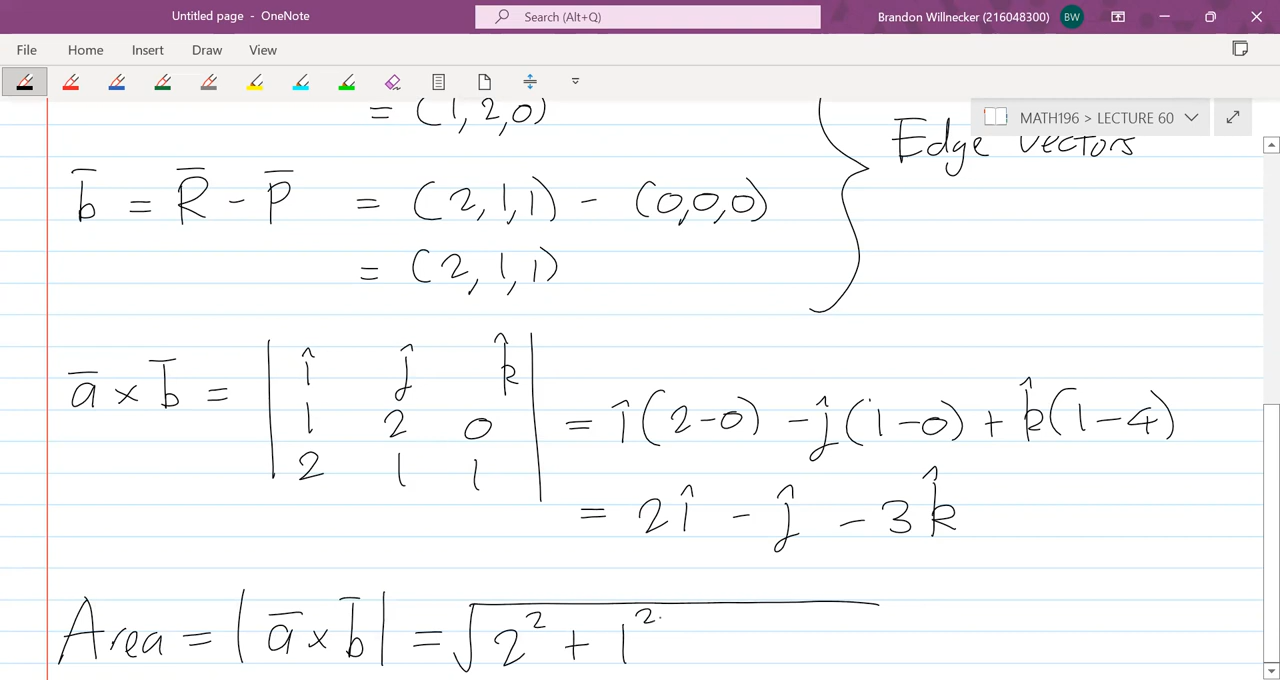 Untitled page - OneNote
Search (Alt+Q)
Brandon Willnecker (216048300)
BW
File Home Insert Draw View
MATH196 > LECTURE 60
= (1, 2, 0)
Edge Vectors
b̅ = R̅ - P̅ = (2, 1, 1) - (0,0,0)
= (2, 1, 1)
a̅ × b̅ = | î ĵ k̂ | = î(2-0) - ĵ(1-0) + k̂(1-4)
1 2 0
2 1 1
= 2î - ĵ - 3k̂
Area = | a̅ × b̅ | = √2² + 1²